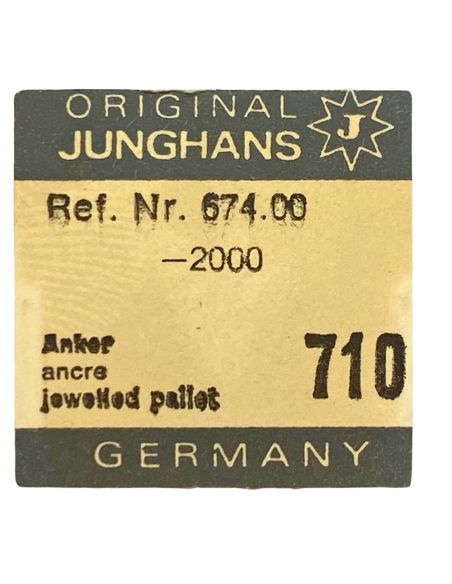 ORIGINAL
JUNGHANS
J
Ref. Nr. 674.00
—2000
Anker
ancre
jewelled pallet
710
GERMANY